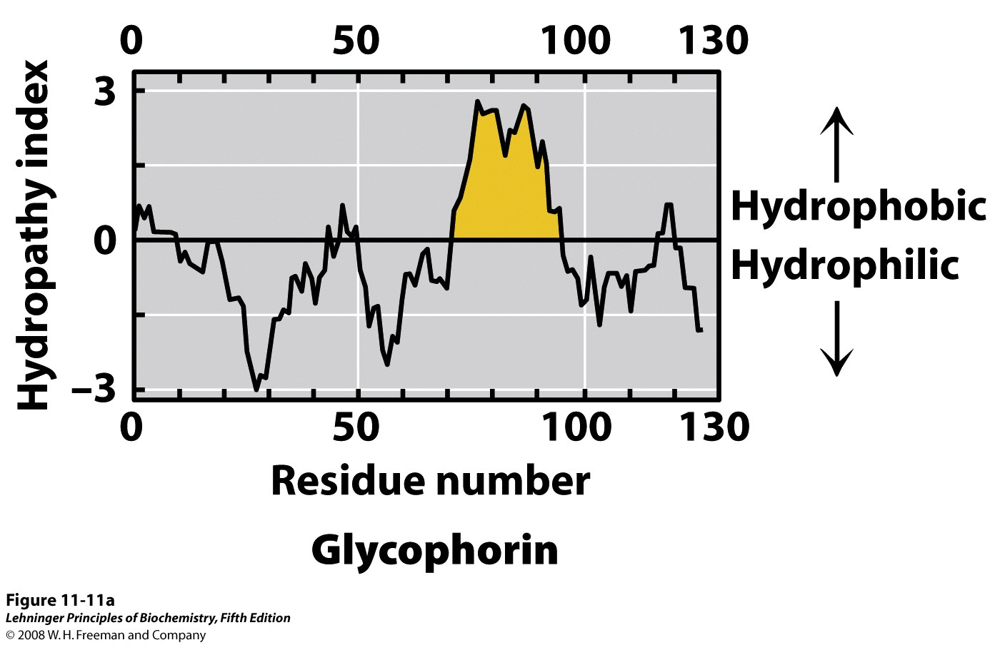 0 50 100 130
Hydropathy index
3
0
–3
Hydrophobic
Hydrophilic
0 50 100 130
Residue number
Glycophorin
Figure 11-11a
Lehninger Principles of Biochemistry, Fifth Edition
© 2008 W. H. Freeman and Company